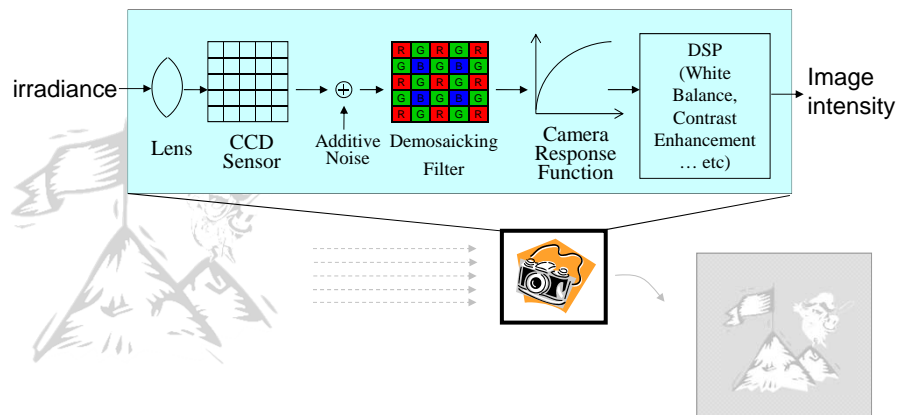 irradiance
Lens
CCD
Sensor
Additive
Noise
R G R G R
G B G B G
R G R G R
G B G B G
R G R G R
Demosaicking
Filter
Camera
Response
Function
DSP
(White
Balance,
Contrast
Enhancement
… etc)
Image
intensity